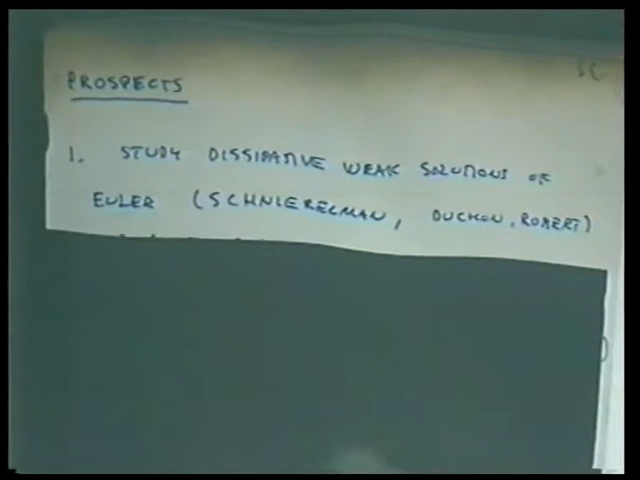 PROSPECTS
1. STUDY DISSIPATIVE WEAK SOLUTIONS OF
EULER (SCHNIERELMAN, DUCHON, ROBERT)